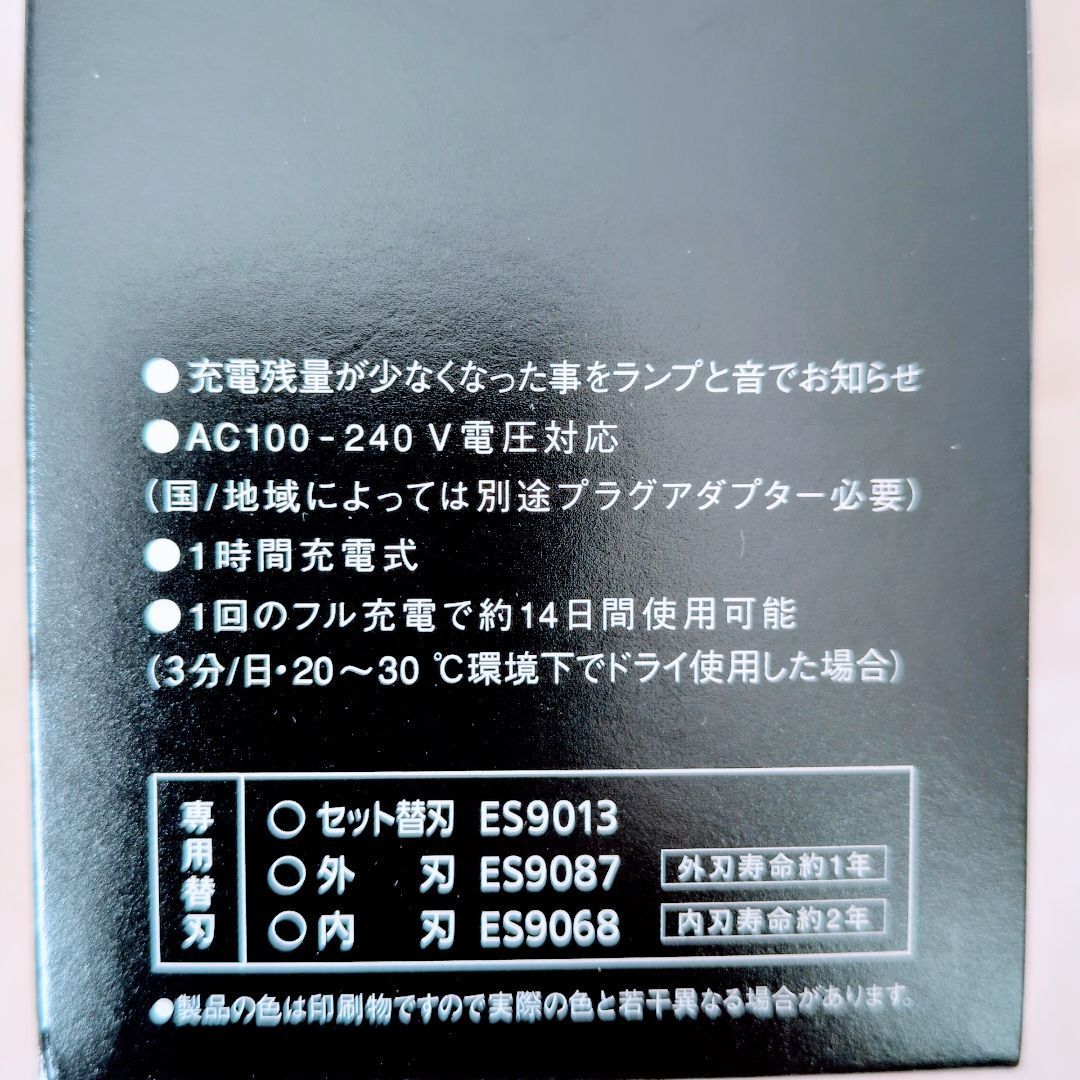 ●充電残量が少なくなった事をランプと音でお知らせ
●AC100-240 V電圧対応
(国/地域によっては別途プラグアダプター必要)
●1時間充電式
●1回のフル充電で約14日間使用可能
(3分/日・20～30 ℃環境下でドライ使用した場合)
専用替刃
○セット替刃 ES9013
○外 刃 ES9087 外刃寿命約1年
○内 刃 ES9068 内刃寿命約2年
●製品の色は印刷物ですので実際の色と若干異なる場合があります。